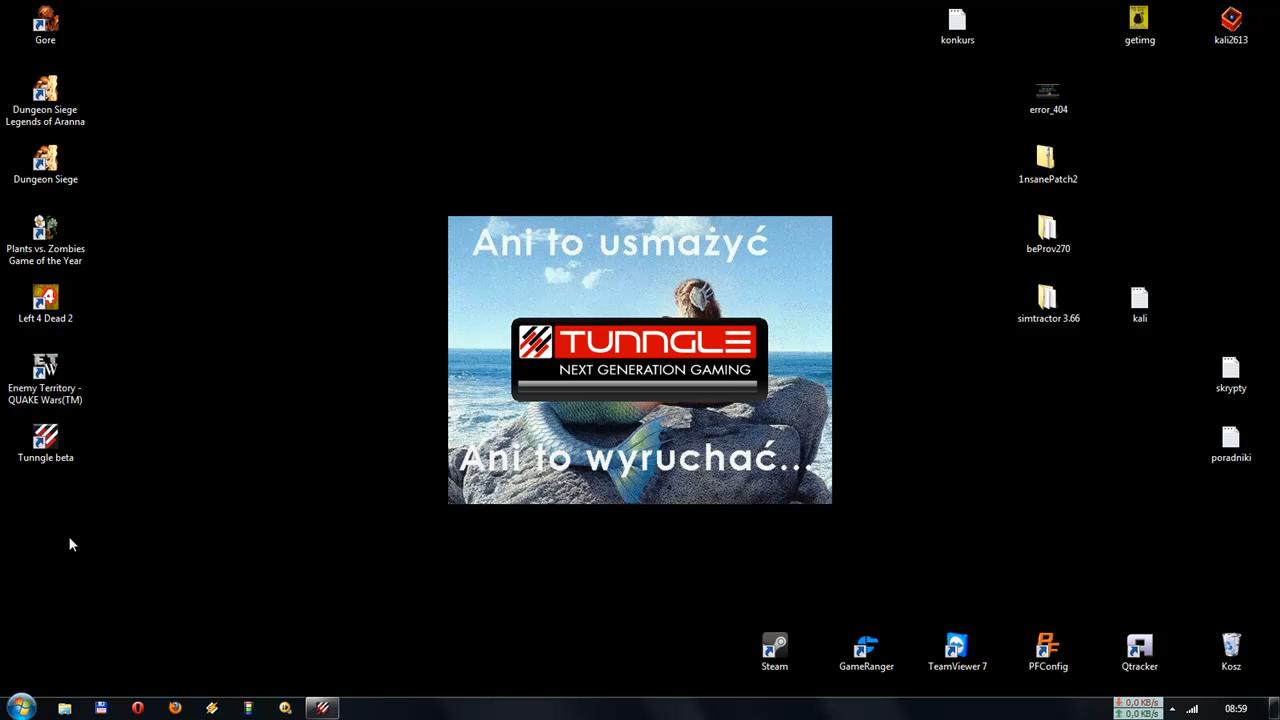 Gore
Dungeon Siege
Legends of Aranna
Dungeon Siege
Plants vs. Zombies
Game of the Year
Left 4 Dead 2
Enemy Territory -
QUAKE Wars(TM)
Tunngle beta
Ani to usmażyć
TUNNGLE
NEXT GENERATION GAMING
Ani to wyruchać...
konkurs
getimg
kali2613
error_404
1nsanePatch2
beProv270
simtractor 3.66
kali
skrypty
poradniki
Steam
GameRanger
TeamViewer 7
PFConfig
Qtracker
Kosz
0,0 KB/s
0,0 KB/s
08:59